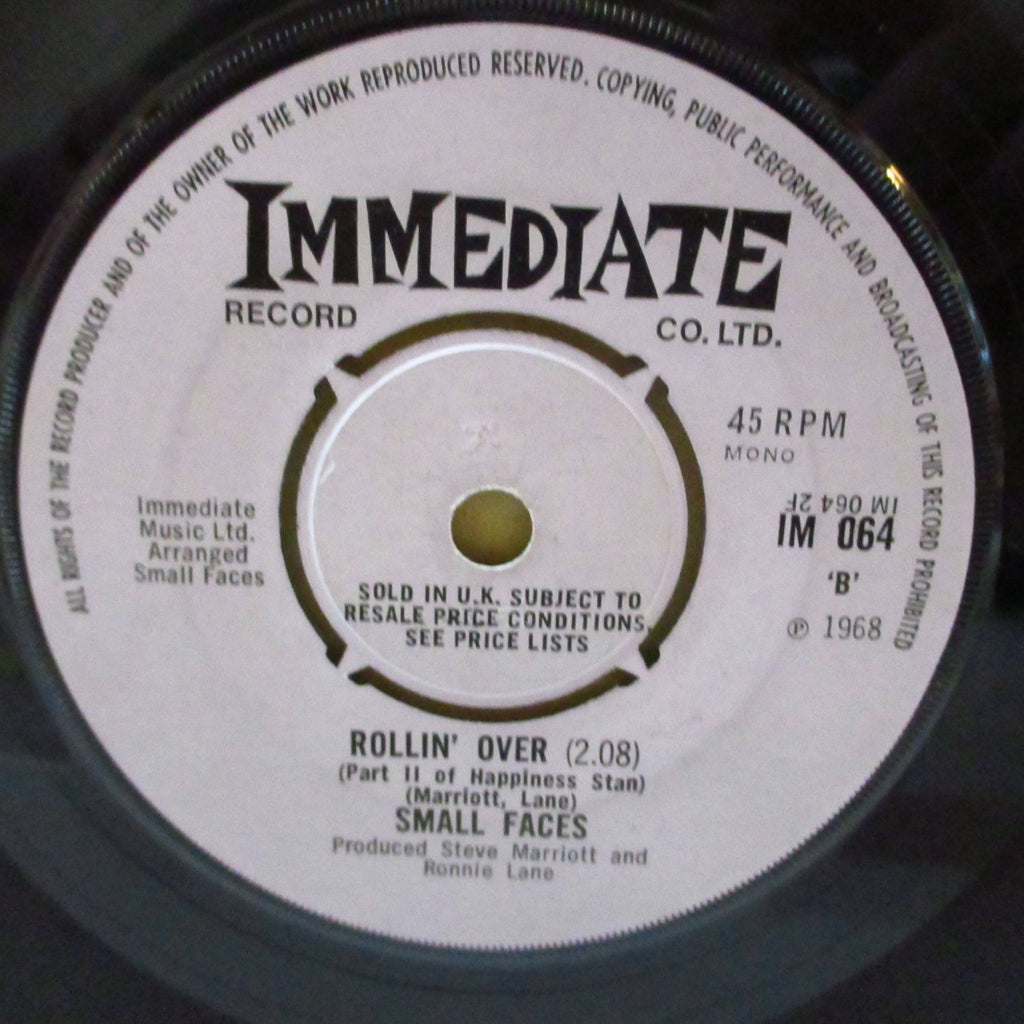 ALL RIGHTS OF THE RECORD PRODUCER AND OF THE OWNER OF THE WORK REPRODUCED RESERVED. COPYING, PUBLIC PERFORMANCE AND BROADCASTING OF THIS RECORD PROHIBITED
IMMEDIATE
RECORD CO. LTD.
45 RPM
MONO
IM 064 2F
IM 064
'B'
℗ 1968
Immediate
Music Ltd.
Arranged
Small Faces
SOLD IN U.K. SUBJECT TO
RESALE PRICE CONDITIONS,
SEE PRICE LISTS
ROLLIN' OVER (2.08)
(Part II of Happiness Stan)
(Marriott, Lane)
SMALL FACES
Produced Steve Marriott and
Ronnie Lane